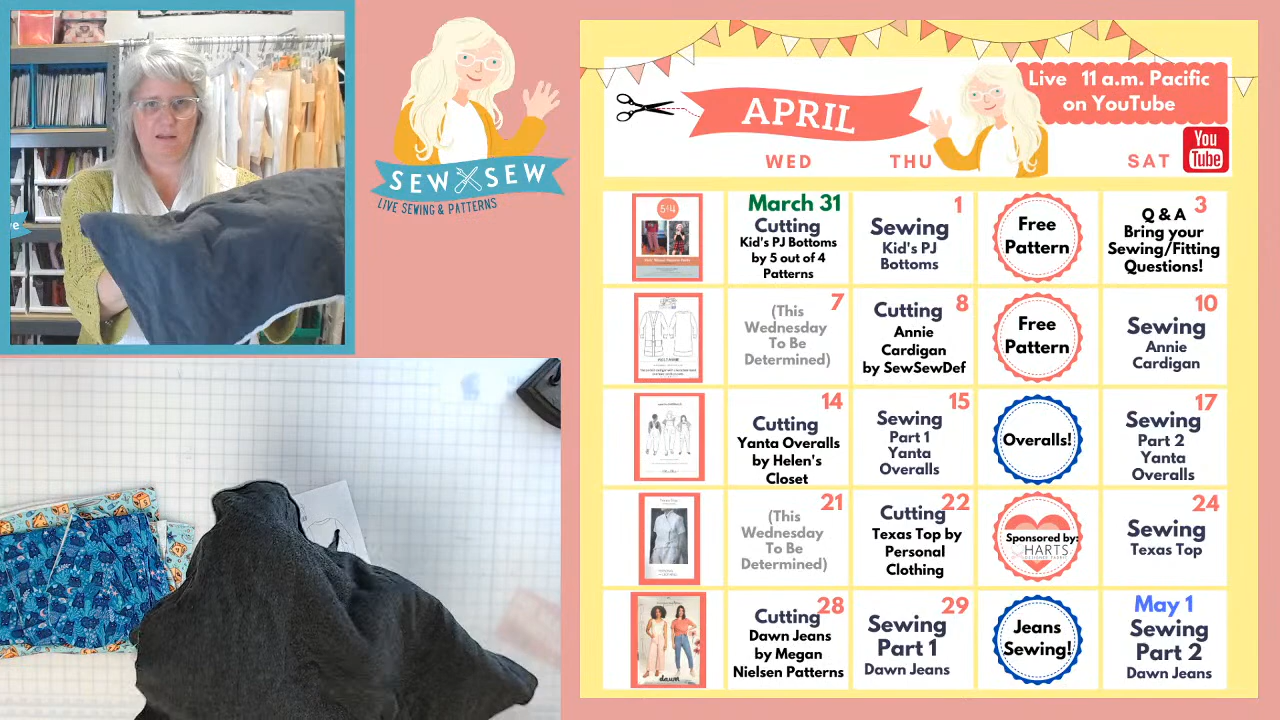 SEW SEW
LIVE SEWING & PATTERNS
APRIL
Live 11 a.m. Pacific
on YouTube
You
Tube
WED
THU
SAT
5+4
March 31
Cutting
Kid's PJ Bottoms
by 5 out of 4
Patterns
1
Sewing
Kid's PJ
Bottoms
Free
Pattern
3
Q & A
Bring your
Sewing/Fitting
Questions!
7
(This
Wednesday
To Be
Determined)
8
Cutting
Annie
Cardigan
by SewSewDef
Free
Pattern
10
Sewing
Annie
Cardigan
14
Cutting
Yanta Overalls
by Helen's
Closet
15
Sewing
Part 1
Yanta
Overalls
Overalls!
17
Sewing
Part 2
Yanta
Overalls
21
(This
Wednesday
To Be
Determined)
22
Cutting
Texas Top by
Personal
Clothing
Sponsored by:
HARTS
24
Sewing
Texas Top
dawn
28
Cutting
Dawn Jeans
by Megan
Nielsen Patterns
29
Sewing
Part 1
Dawn Jeans
Jeans
Sewing!
May 1
Sewing
Part 2
Dawn Jeans